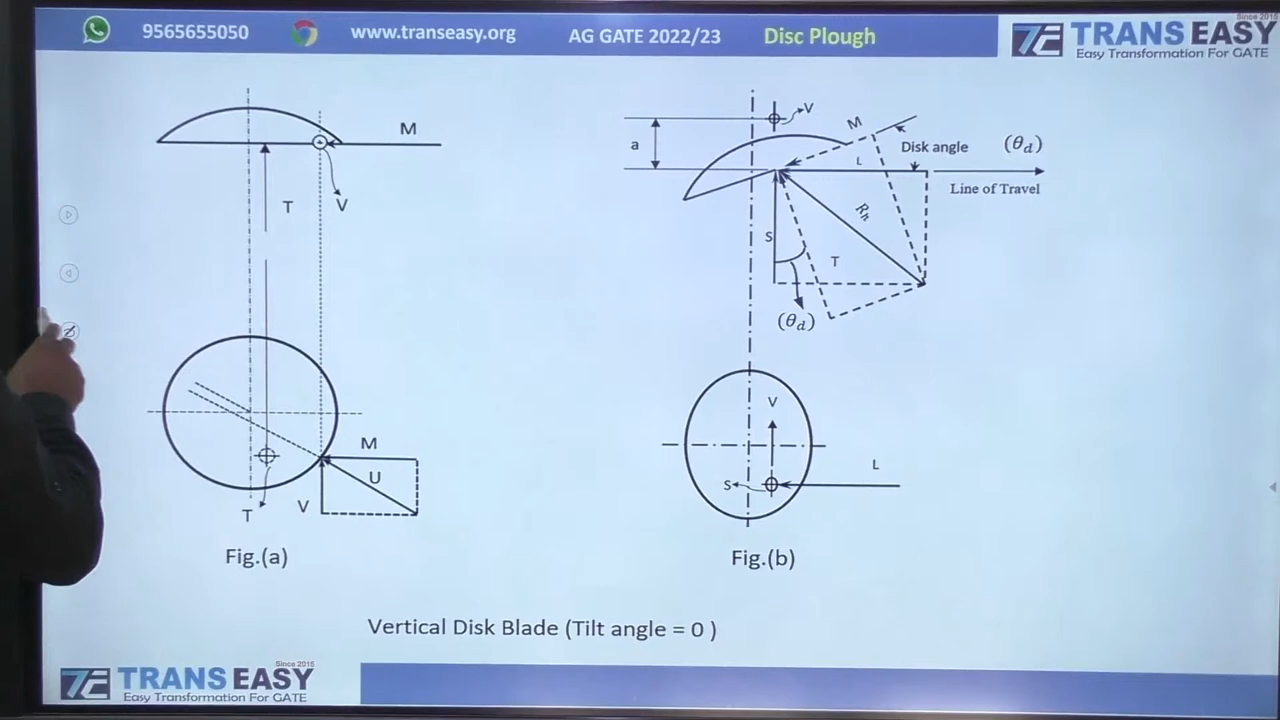 9565655050 www.transeasy.org AG GATE 2022/23 Disc Plough
Since 2015
TRANS EASY
Easy Transformation For GATE
M
T
V
M
U
V
T
Fig.(a)
V
a
M
Disk angle (θd)
L
Line of Travel
Rh
S
T
(θd)
V
L
S
Fig.(b)
Vertical Disk Blade (Tilt angle = 0 )
Since 2015
TRANS EASY
Easy Transformation For GATE